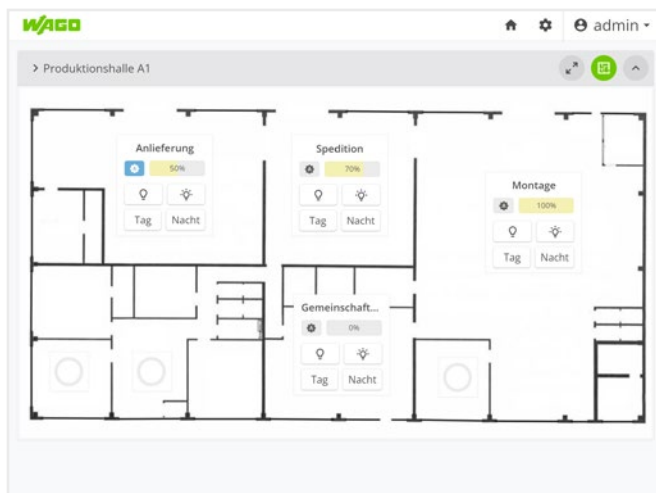 WAGO
admin
Produktionshalle A1
Anlieferung
50%
Tag Nacht
Spedition
70%
Tag Nacht
Montage
100%
Tag Nacht
Gemeinschaft...
0%
Tag Nacht